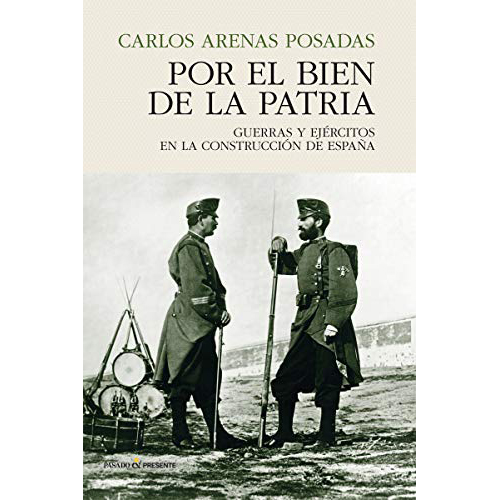 CARLOS ARENAS POSADAS
POR EL BIEN
DE LA PATRIA
GUERRAS Y EJÉRCITOS
EN LA CONSTRUCCIÓN DE ESPAÑA
PASADO & PRESENTE